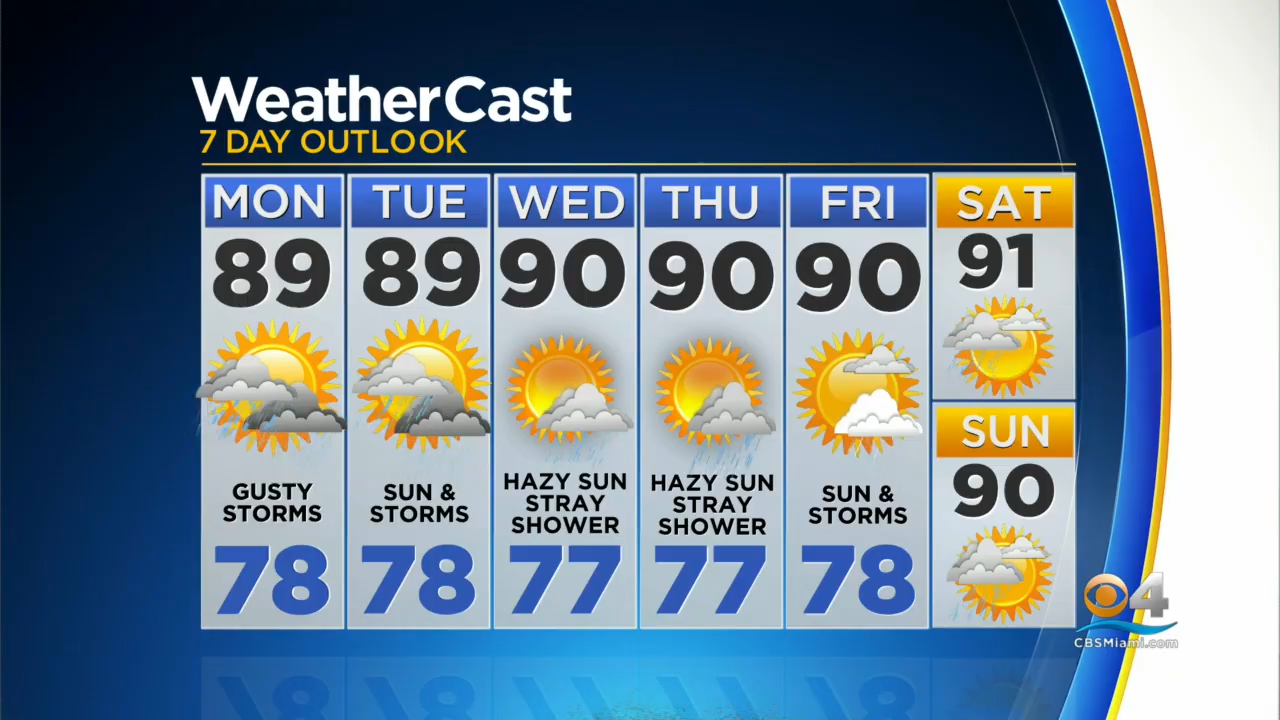 WeatherCast
7 DAY OUTLOOK
MON
89
GUSTY
STORMS
78
TUE
89
SUN &
STORMS
78
WED
90
HAZY SUN
STRAY
SHOWER
77
THU
90
HAZY SUN
STRAY
SHOWER
77
FRI
90
SUN &
STORMS
78
SAT
91
SUN
90
4
CBSMiami.com